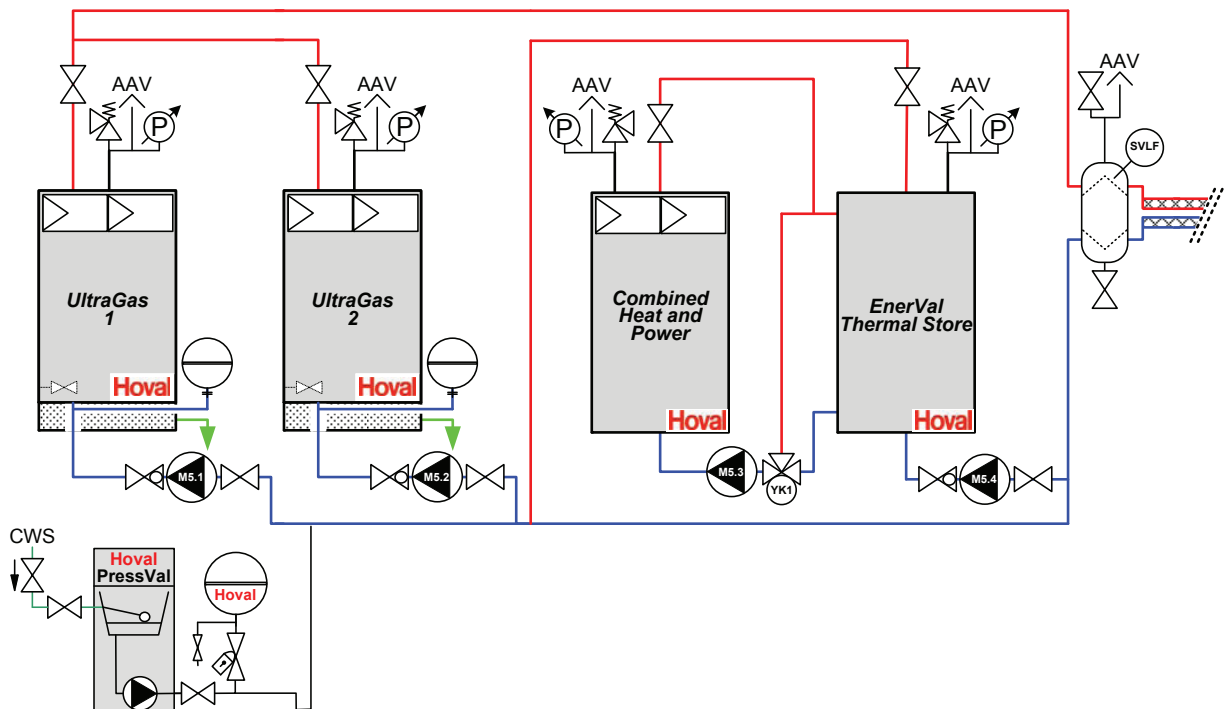 AAV
AAV
AAV
AAV
AAV
P
P
P
P
SVLF
UltraGas
1
UltraGas
2
Combined
Heat and
Power
EnerVal
Thermal Store
Hoval
Hoval
Hoval
Hoval
M5.1
M5.2
M5.3
YK1
M5.4
CWS
Hoval
PressVal
Hoval